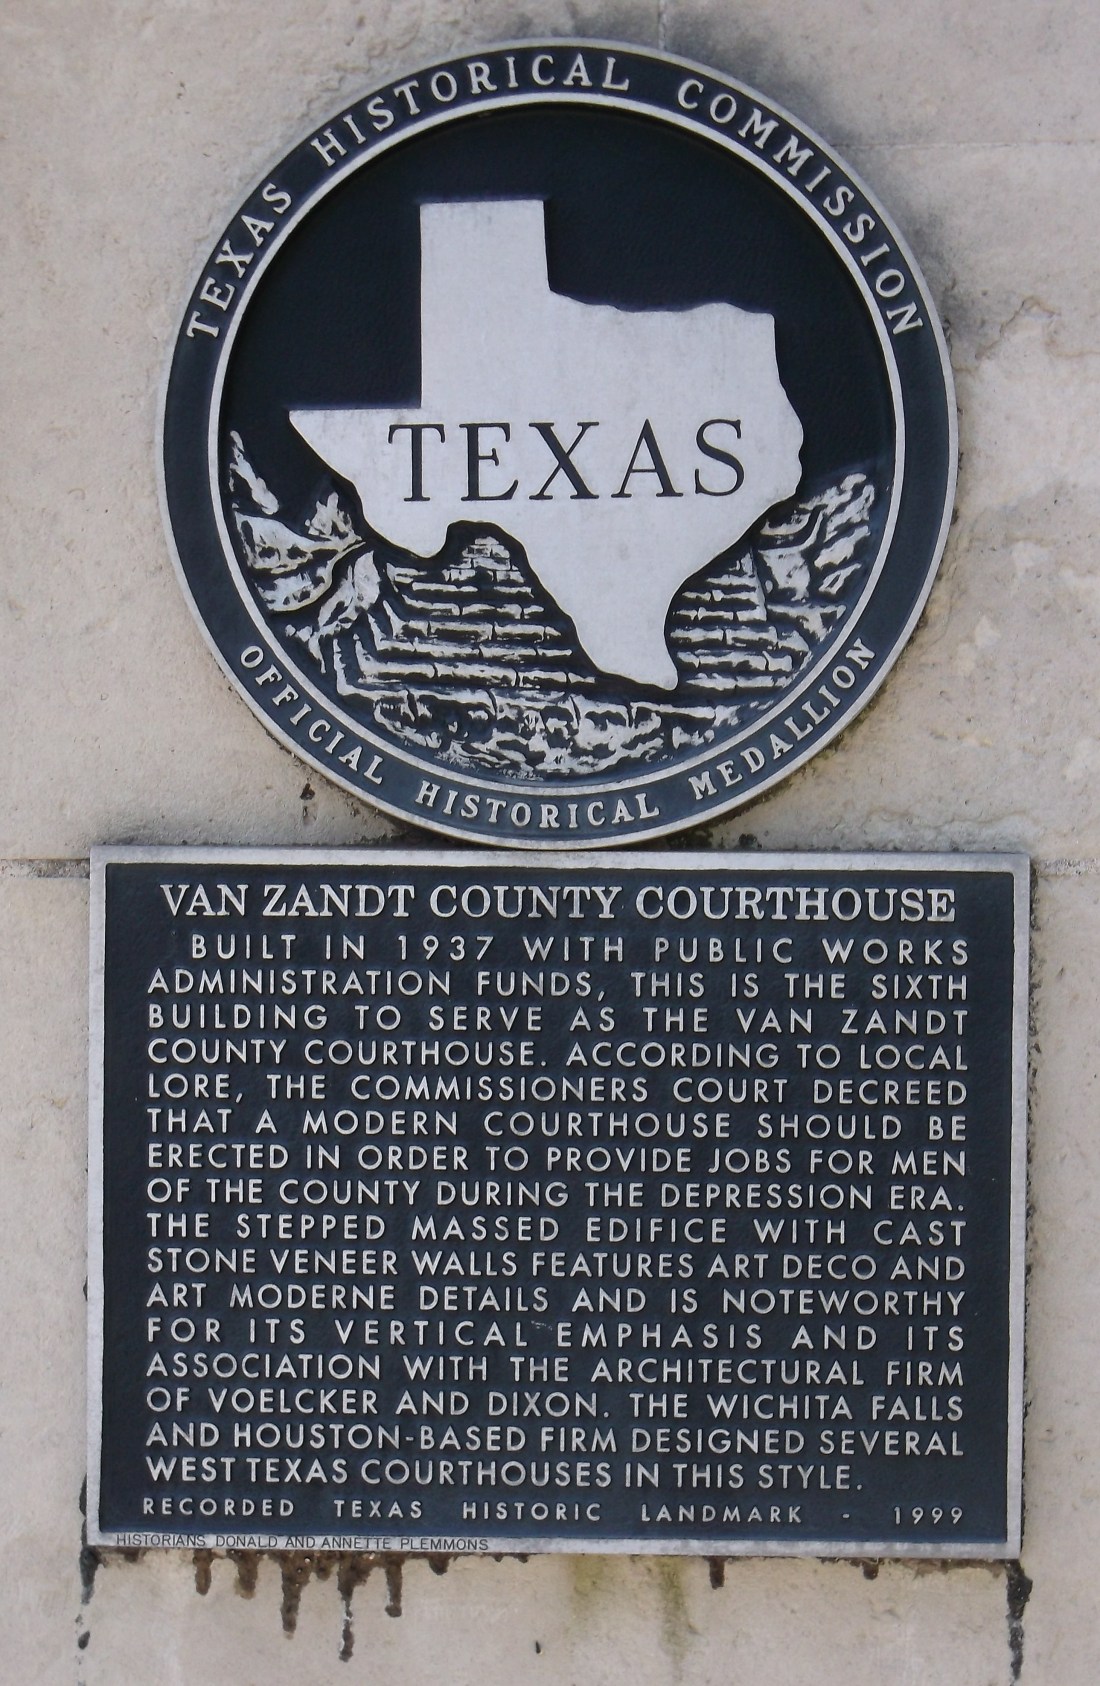 TEXAS HISTORICAL COMMISSION
TEXAS
OFFICIAL HISTORICAL MEDALLION
VAN ZANDT COUNTY COURTHOUSE
BUILT IN 1937 WITH PUBLIC WORKS
ADMINISTRATION FUNDS, THIS IS THE SIXTH
BUILDING TO SERVE AS THE VAN ZANDT
COUNTY COURTHOUSE. ACCORDING TO LOCAL
LORE, THE COMMISSIONERS COURT DECREED
THAT A MODERN COURTHOUSE SHOULD BE
ERECTED IN ORDER TO PROVIDE JOBS FOR MEN
OF THE COUNTY DURING THE DEPRESSION ERA.
THE STEPPED MASSED EDIFICE WITH CAST
STONE VENEER WALLS FEATURES ART DECO AND
ART MODERNE DETAILS AND IS NOTEWORTHY
FOR ITS VERTICAL EMPHASIS AND ITS
ASSOCIATION WITH THE ARCHITECTURAL FIRM
OF VOELCKER AND DIXON. THE WICHITA FALLS
AND HOUSTON-BASED FIRM DESIGNED SEVERAL
WEST TEXAS COURTHOUSES IN THIS STYLE.
RECORDED TEXAS HISTORIC LANDMARK - 1999
HISTORIANS DONALD AND ANNETTE PLEMMONS